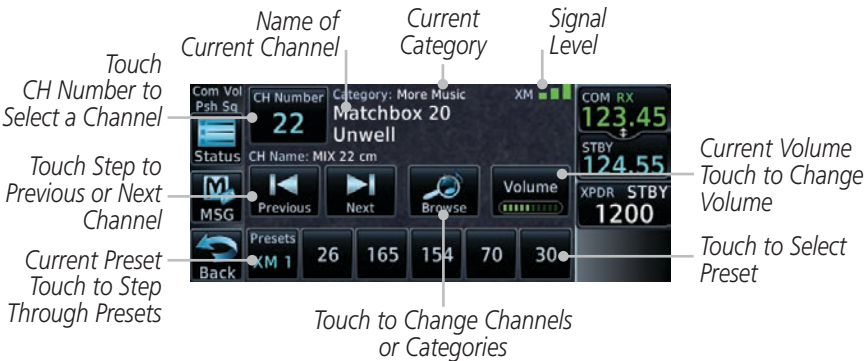 Name of
Current Channel
Current
Category
Signal
Level
Touch
CH Number to
Select a Channel
Touch Step to
Previous or Next
Channel
Current Preset
Touch to Step
Through Presets
Com Vol
Psh Sq
Status
MSG
Back
CH Number
22
Category: More Music
Matchbox 20
Unwell
XM
CH Name: MIX 22 cm
Previous
Next
Browse
Volume
Presets
XM 1
26
165
154
70
30
COM RX
123.45
STBY
124.55
XPDR STBY
1200
Current Volume
Touch to Change
Volume
Touch to Select
Preset
Touch to Change Channels
or Categories